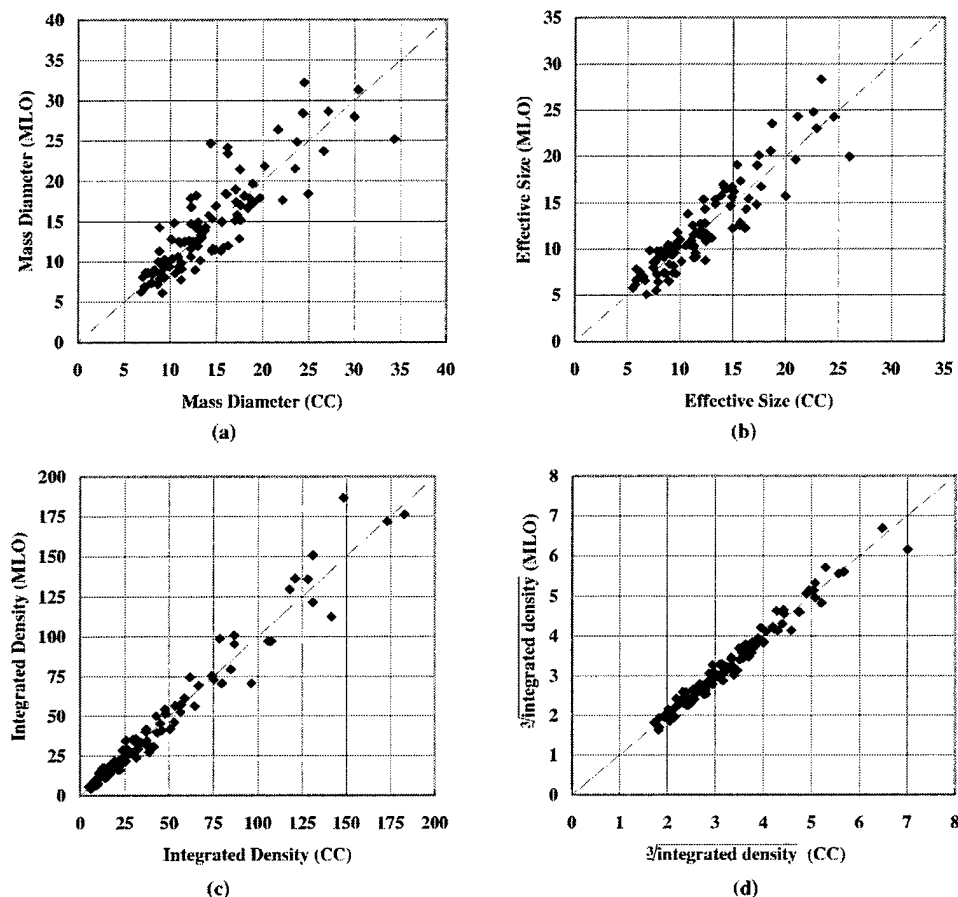 40
35
30
25
20
15
10
5
0
Mass Diameter (MLO)
0 5 10 15 20 25 30 35 40
Mass Diameter (CC)
(a)
35
30
25
20
15
10
5
0
Effective Size (MLO)
0 5 10 15 20 25 30 35
Effective Size (CC)
(b)
200
175
150
125
100
75
50
25
0
Integrated Density (MLO)
0 25 50 75 100 125 150 175 200
Integrated Density (CC)
(c)
8
7
6
5
4
3
2
1
0
∛integrated density (MLO)
0 1 2 3 4 5 6 7 8
∛integrated density (CC)
(d)